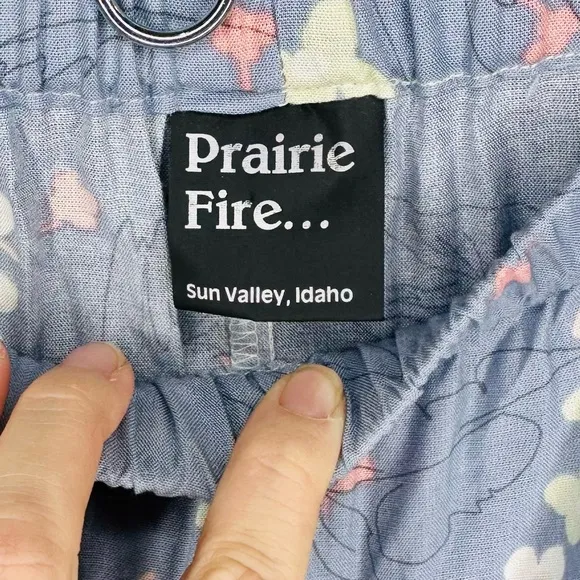 Prairie
Fire...
Sun Valley, Idaho